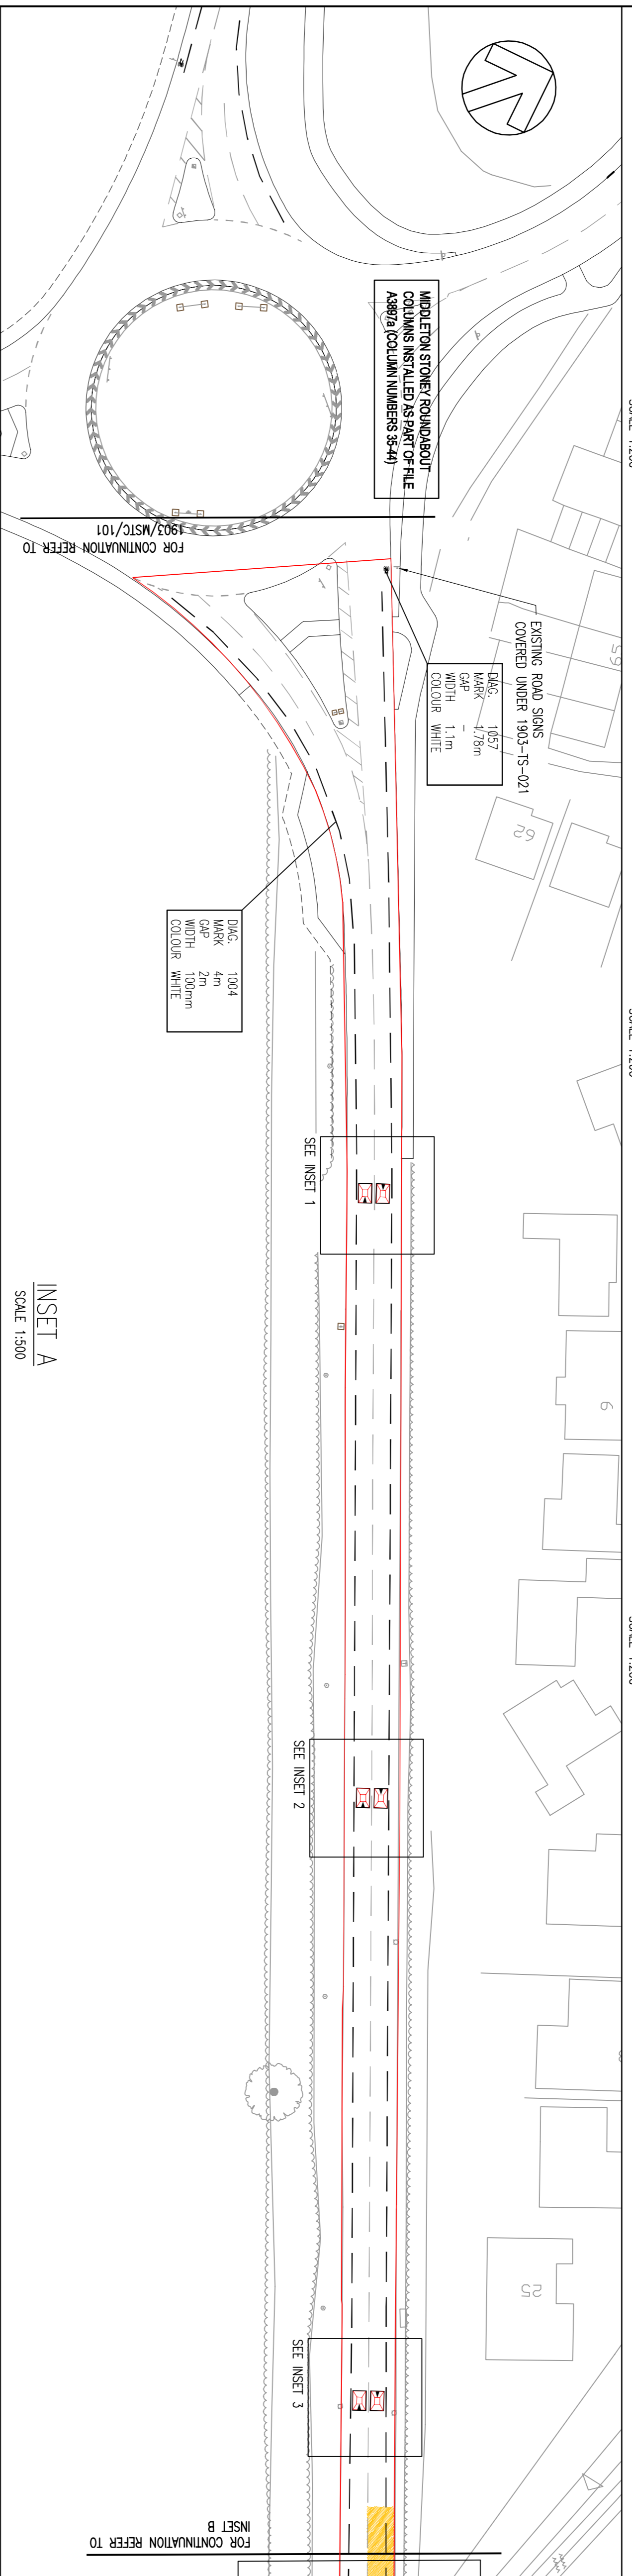 MIDDLETON STONEY ROUNDABOUT
COLUMNS INSTALLED AS PART OF FILE
A3897a (COLUMN NUMBERS 35-44)
FOR CONTINUATION REFER TO
1903/MSTC/101
EXISTING ROAD SIGNS
COVERED UNDER 1903-TS-021
DIAG. 1057
MARK 1.78m
GAP -
WIDTH 1.1m
COLOUR WHITE
59
62
DIAG. 1004
MARK 4m
GAP 2m
WIDTH 100mm
COLOUR WHITE
SEE INSET 1
INSET A
SCALE 1:500
6
SEE INSET 2
55
SEE INSET 3
FOR CONTINUATION REFER TO
INSET B